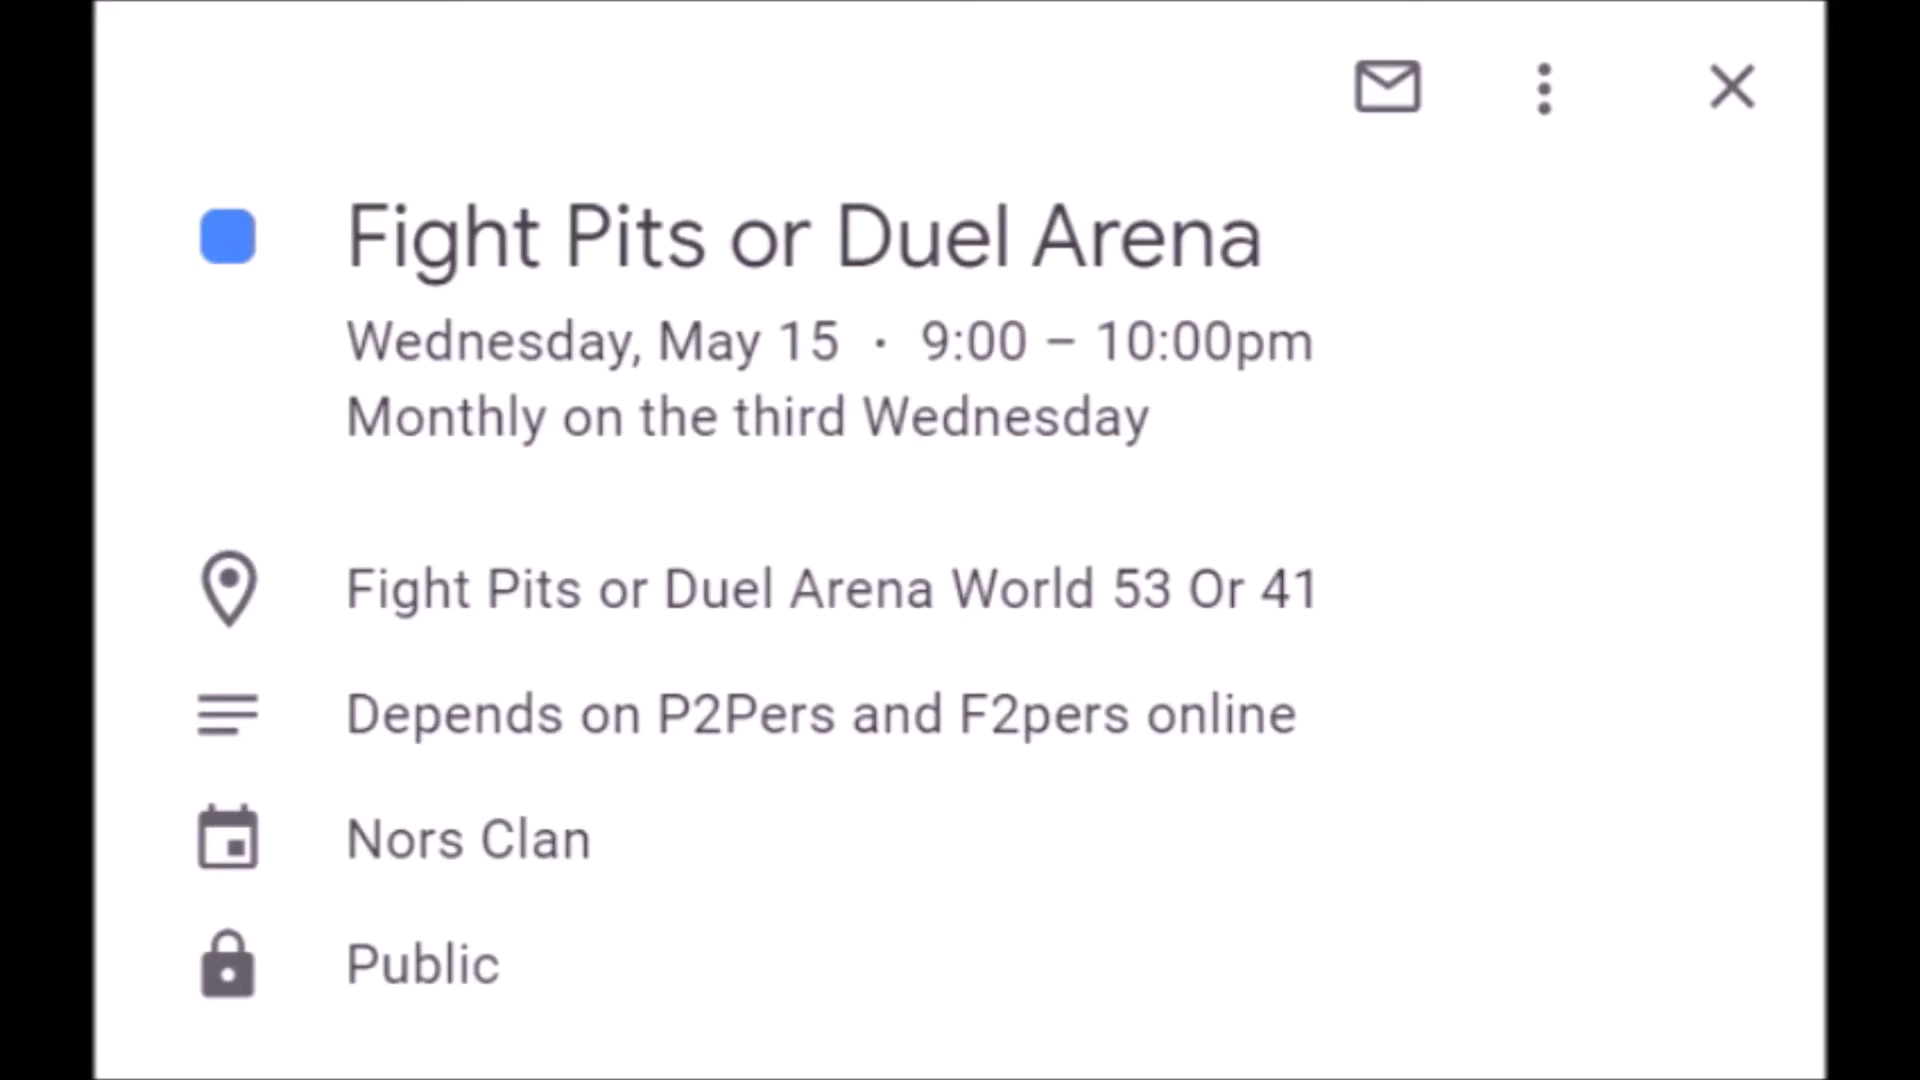 Fight Pits or Duel Arena
Wednesday, May 15 · 9:00 – 10:00pm
Monthly on the third Wednesday
Fight Pits or Duel Arena World 53 Or 41
Depends on P2Pers and F2pers online
Nors Clan
Public